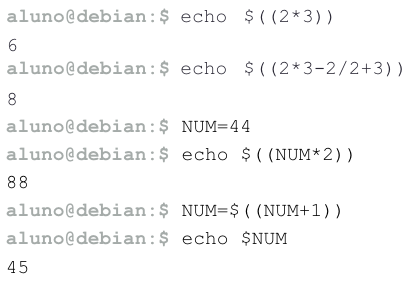 aluno@debian:$ echo $((2*3))
6
aluno@debian:$ echo $((2*3-2/2+3))
8
aluno@debian:$ NUM=44
aluno@debian:$ echo $((NUM*2))
88
aluno@debian:$ NUM=$((NUM+1))
aluno@debian:$ echo $NUM
45